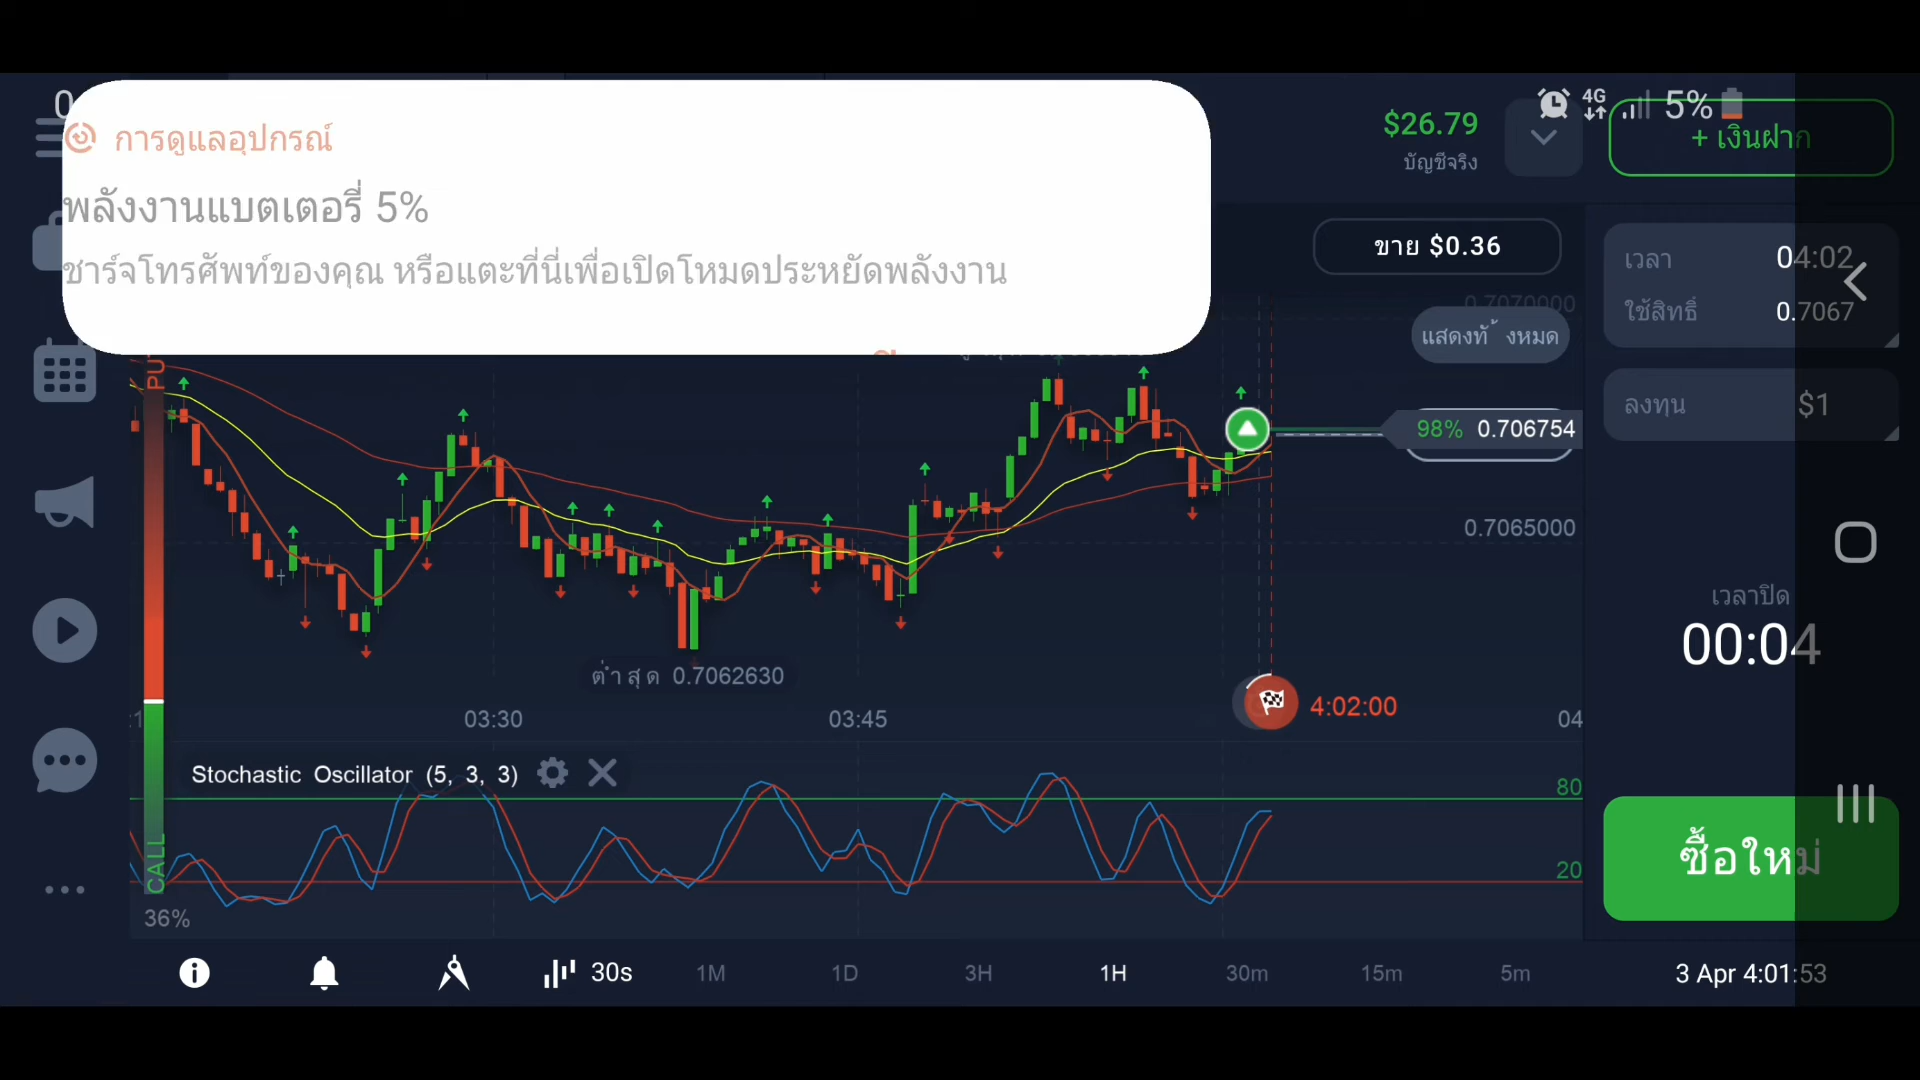 0
การดูแลอุปกรณ์
พลังงานแบตเตอรี่ 5%
ชาร์จโทรศัพท์ของคุณ หรือแตะที่นี่เพื่อเปิดโหมดประหยัดพลังงาน
$26.79
บัญชีจริง
4G
5%
+ เงินฝาก
ขาย $0.36
เวลา 04:02
ใช้สิทธิ์ 0.7067
0.7070000
แสดงทั้งหมด
ลงทุน $1
98% 0.706754
0.7065000
เวลาปิด
00:04
ต่ำสุด 0.7062630
03:30
03:45
4:02:00
04
Stochastic Oscillator (5, 3, 3)
80
20
CALL
36%
ซื้อใหม่
30s
1M
1D
3H
1H
30m
15m
5m
3 Apr 4:01:53